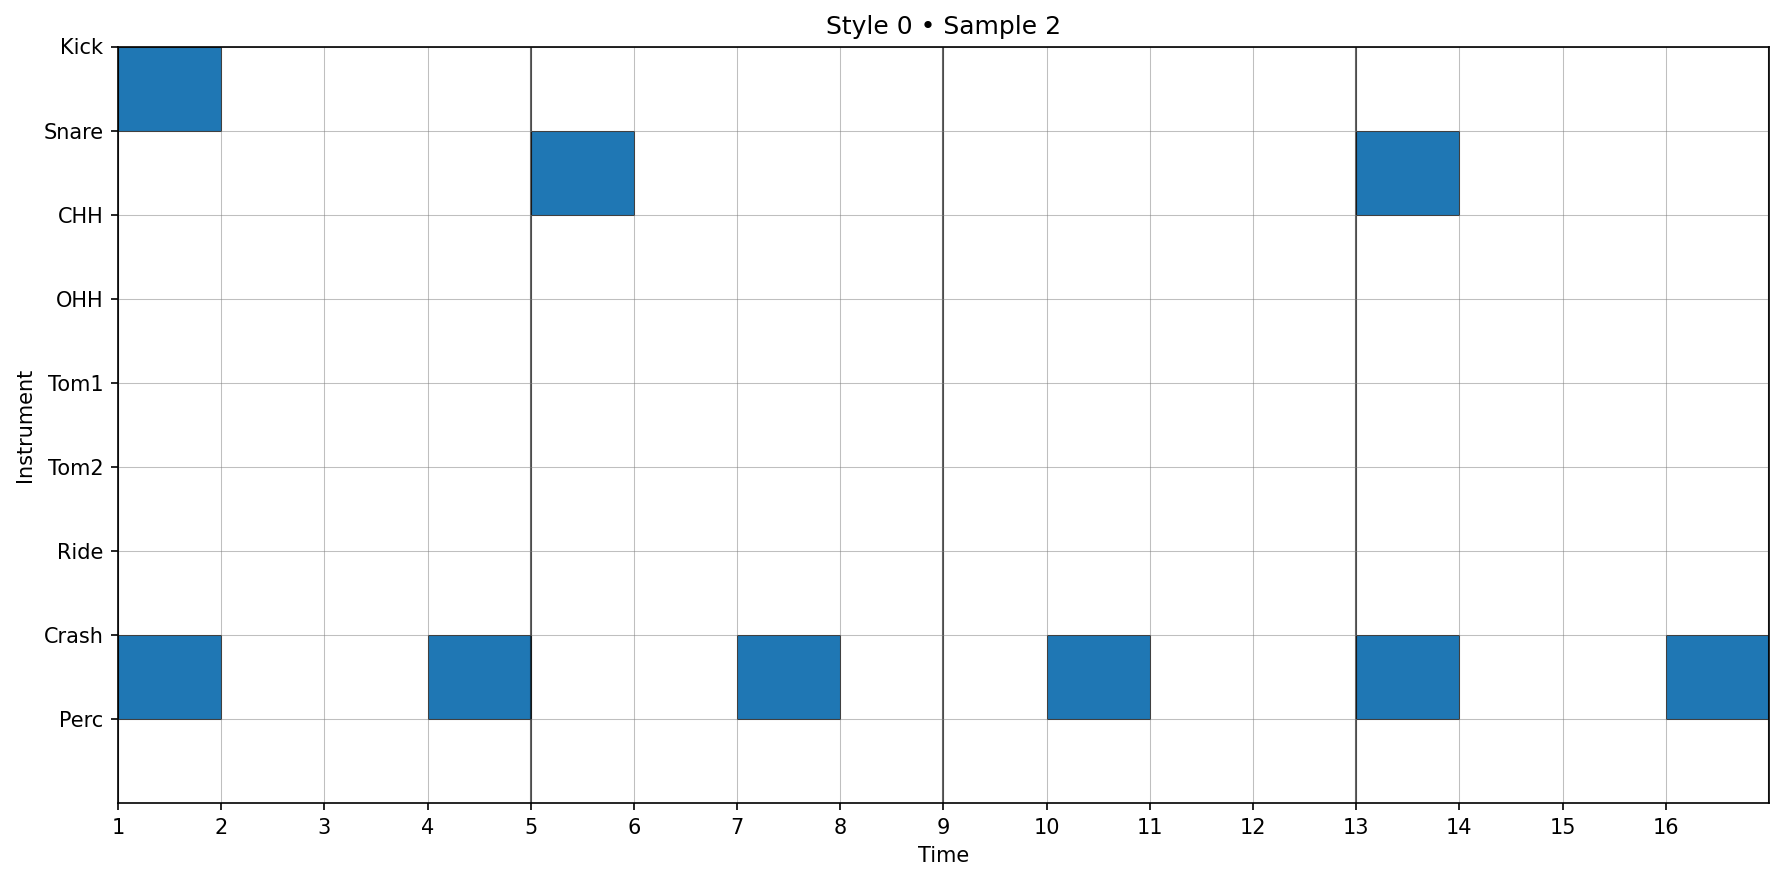 Style 0 • Sample 2
Kick
Snare
CHH
OHH
Tom1
Tom2
Ride
Crash
Perc
Instrument
1 2 3 4 5 6 7 8 9 10 11 12 13 14 15 16
Time